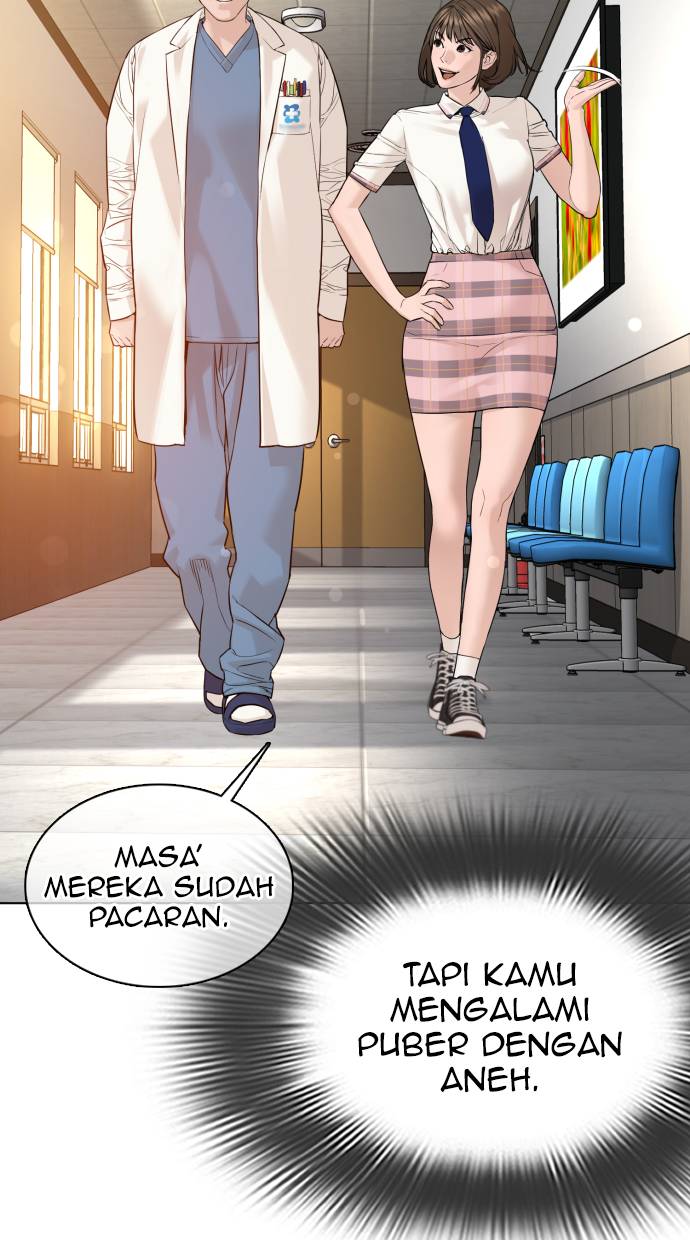 MASA'
MEREKA SUDAH
PACARAN.
TAPI KAMU
MENGALAMI
PUBER DENGAN
ANEH.